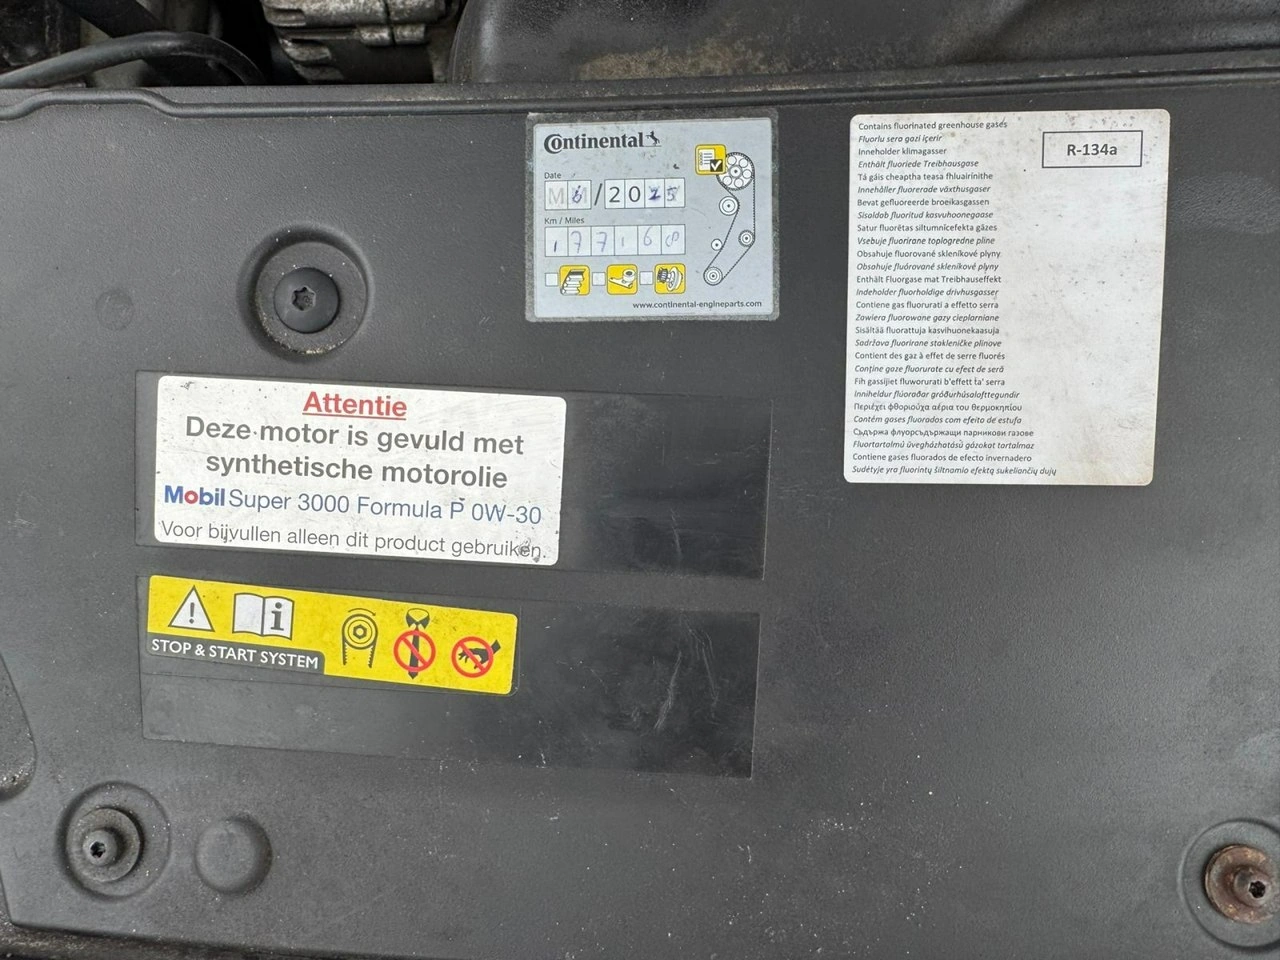 Continental
Date
6/2025
Km / Miles
177168
www.continental-engineparts.com
Contains fluorinated greenhouse gases
R-134a
Fluorlu sera gazi içerir
Inneholder klimagasser
Enthält fluoriede Treibhausgase
Tá gáis cheaptha teasa fhluairínithe
Innehåller fluorerade växthusgaser
Bevat gefluoreerde broeikasgassen
Sisaldab fluoritud kasvuhoonegaase
Satur fluorētas siltumnīcefekta gāzes
Vsebuje fluorirane toplogredne pline
Obsahuje fluorované skleníkové plyny
Obsahuje fluórované skleníkové plyny
Enthält Fluorgase mat Treibhauseffekt
Indeholder fluorholdige drivhusgasser
Contiene gas fluorurati a effetto serra
Zawiera fluorowane gazy cieplarniane
Sisältää fluorattuja kasvihuonekaasuja
Sadržava fluorirane stakleničke plinove
Contient des gaz à effet de serre fluorés
Conține gaze fluorurate cu efect de seră
Fih gassijiet fluworurati b'effett ta' serra
Inniheldur flúoraðar gróðurhúsalofttegundir
Περιέχει φθοριούχα αέρια του θερμοκηπίου
Contém gases fluorados com efeito de estufa
Съдържа флуорсъдържащи парникови газове
Fluortartalmú üvegházhatású gázokat tartalmaz
Contiene gases fluorados de efecto invernadero
Sudėtyje yra fluorintų šiltnamio efektą sukeliančių dujų
Attentie
Deze motor is gevuld met
synthetische motorolie
Mobil Super 3000 Formula P 0W-30
Voor bijvullen alleen dit product gebruiken.
STOP & START SYSTEM